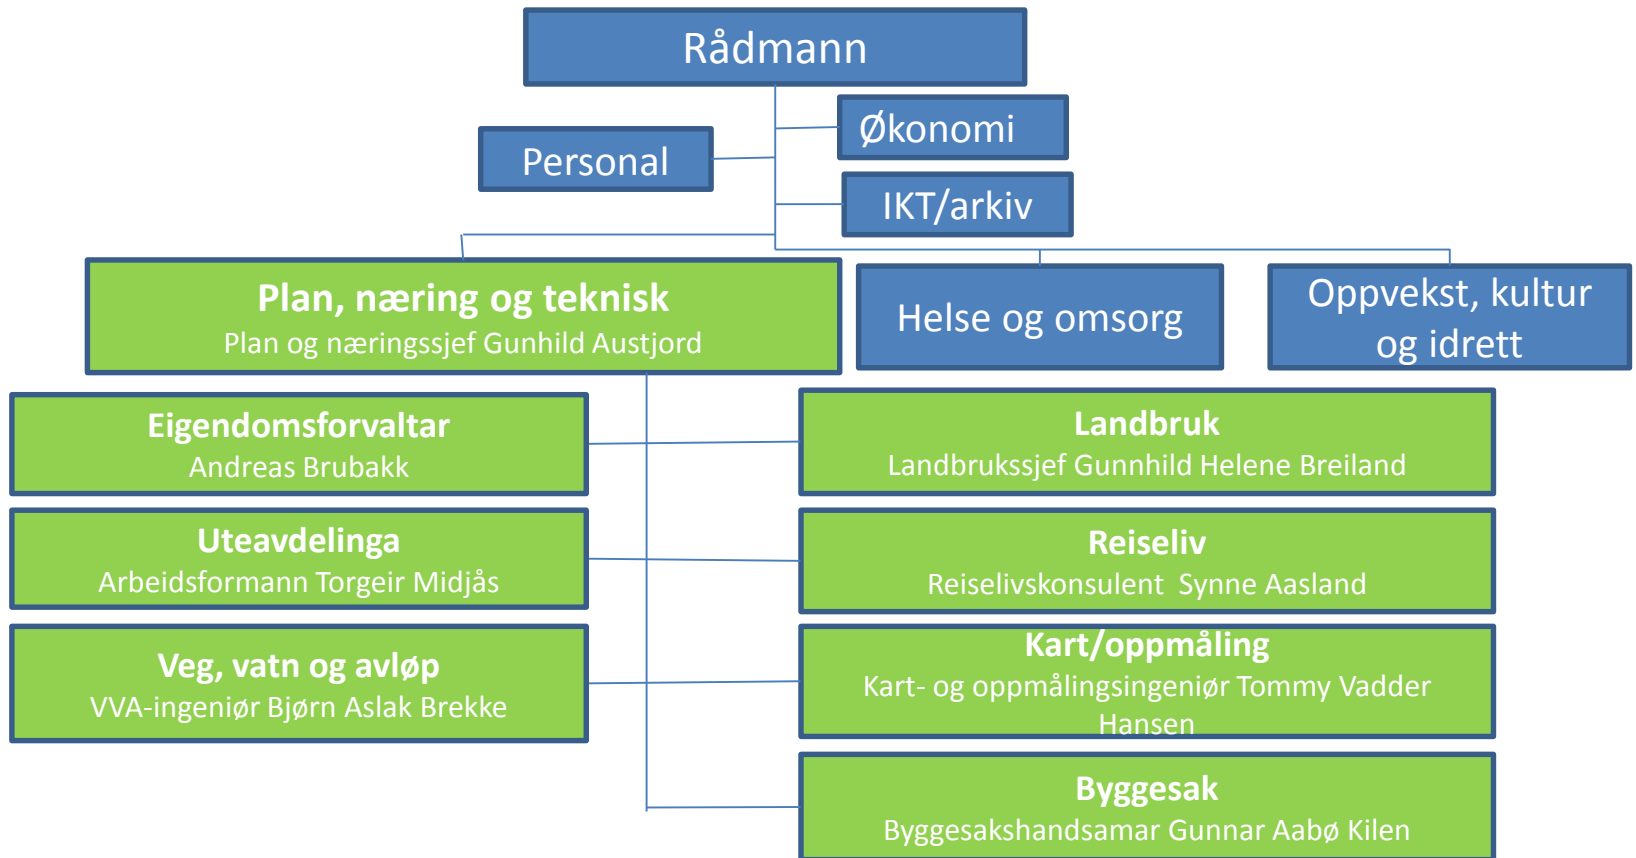 Rådmann
Økonomi
Personal
IKT/arkiv
Plan, næring og teknisk
Plan og næringssjef Gunhild Austjord
Helse og omsorg
Oppvekst, kultur
og idrett
Eigendomsforvaltar
Andreas Brubakk
Landbruk
Landbrukssjef Gunnhild Helene Breiland
Uteavdelinga
Arbeidsformann Torgeir Midjås
Reiseliv
Reiselivskonsulent  Synne Aasland
Veg, vatn og avløp
VVA-ingeniør Bjørn Aslak Brekke
Kart/oppmåling
Kart- og oppmålingsingeniør Tommy Vadder
Hansen
Byggesak
Byggesakshandsamar Gunnar Aabø Kilen